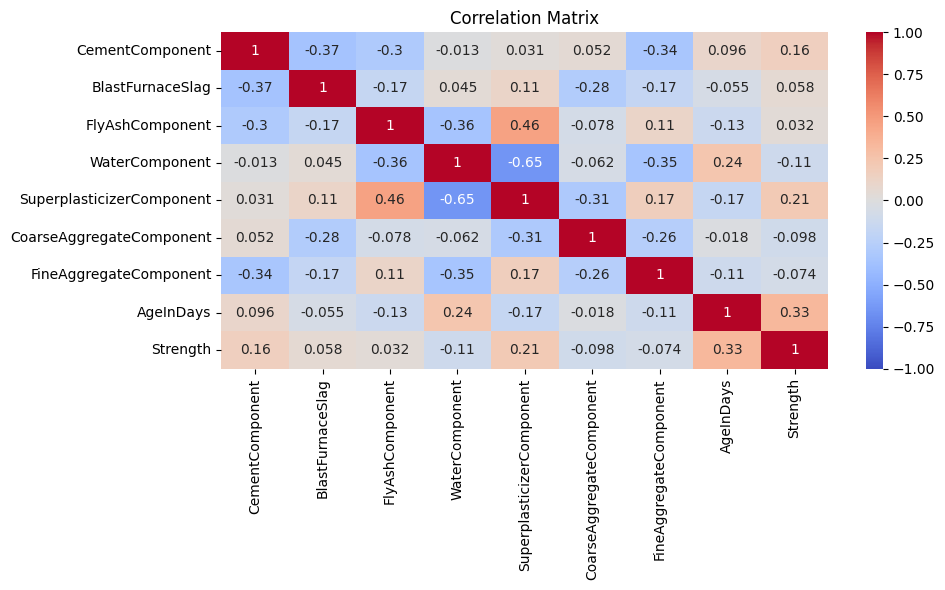 Correlation Matrix
CementComponent 1 -0.37 -0.3 -0.013 0.031 0.052 -0.34 0.096 0.16
BlastFurnaceSlag -0.37 1 -0.17 0.045 0.11 -0.28 -0.17 -0.055 0.058
FlyAshComponent -0.3 -0.17 1 -0.36 0.46 -0.078 0.11 -0.13 0.032
WaterComponent -0.013 0.045 -0.36 1 -0.65 -0.062 -0.35 0.24 -0.11
SuperplasticizerComponent 0.031 0.11 0.46 -0.65 1 -0.31 0.17 -0.17 0.21
CoarseAggregateComponent 0.052 -0.28 -0.078 -0.062 -0.31 1 -0.26 -0.018 -0.098
FineAggregateComponent -0.34 -0.17 0.11 -0.35 0.17 -0.26 1 -0.11 -0.074
AgeInDays 0.096 -0.055 -0.13 0.24 -0.17 -0.018 -0.11 1 0.33
Strength 0.16 0.058 0.032 -0.11 0.21 -0.098 -0.074 0.33 1
CementComponent
BlastFurnaceSlag
FlyAshComponent
WaterComponent
SuperplasticizerComponent
CoarseAggregateComponent
FineAggregateComponent
AgeInDays
Strength
1.00
0.75
0.50
0.25
0.00
−0.25
−0.50
−0.75
−1.00